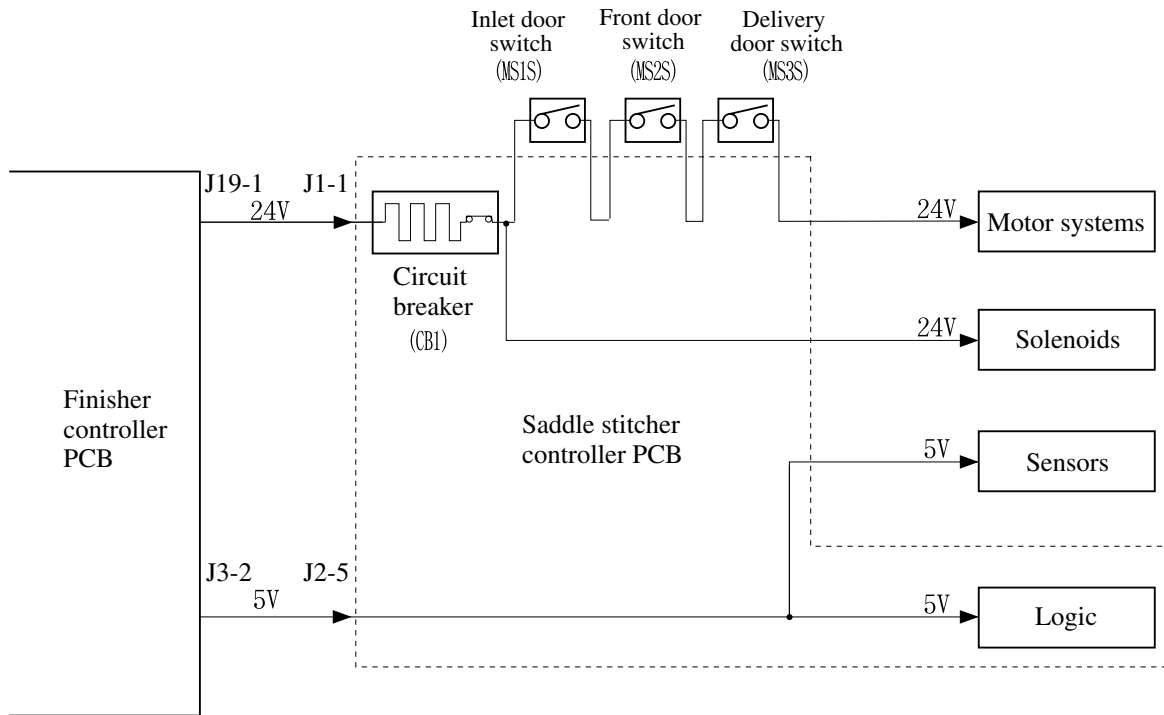 Inlet door
switch
(MS1S)
Front door
switch
(MS2S)
Delivery
door switch
(MS3S)
J19-1
J1-1
24V
24V
Motor systems
Circuit
breaker
(CB1)
24V
Solenoids
Finisher
controller
PCB
Saddle stitcher
controller PCB
5V
Sensors
J3-2
J2-5
5V
5V
Logic